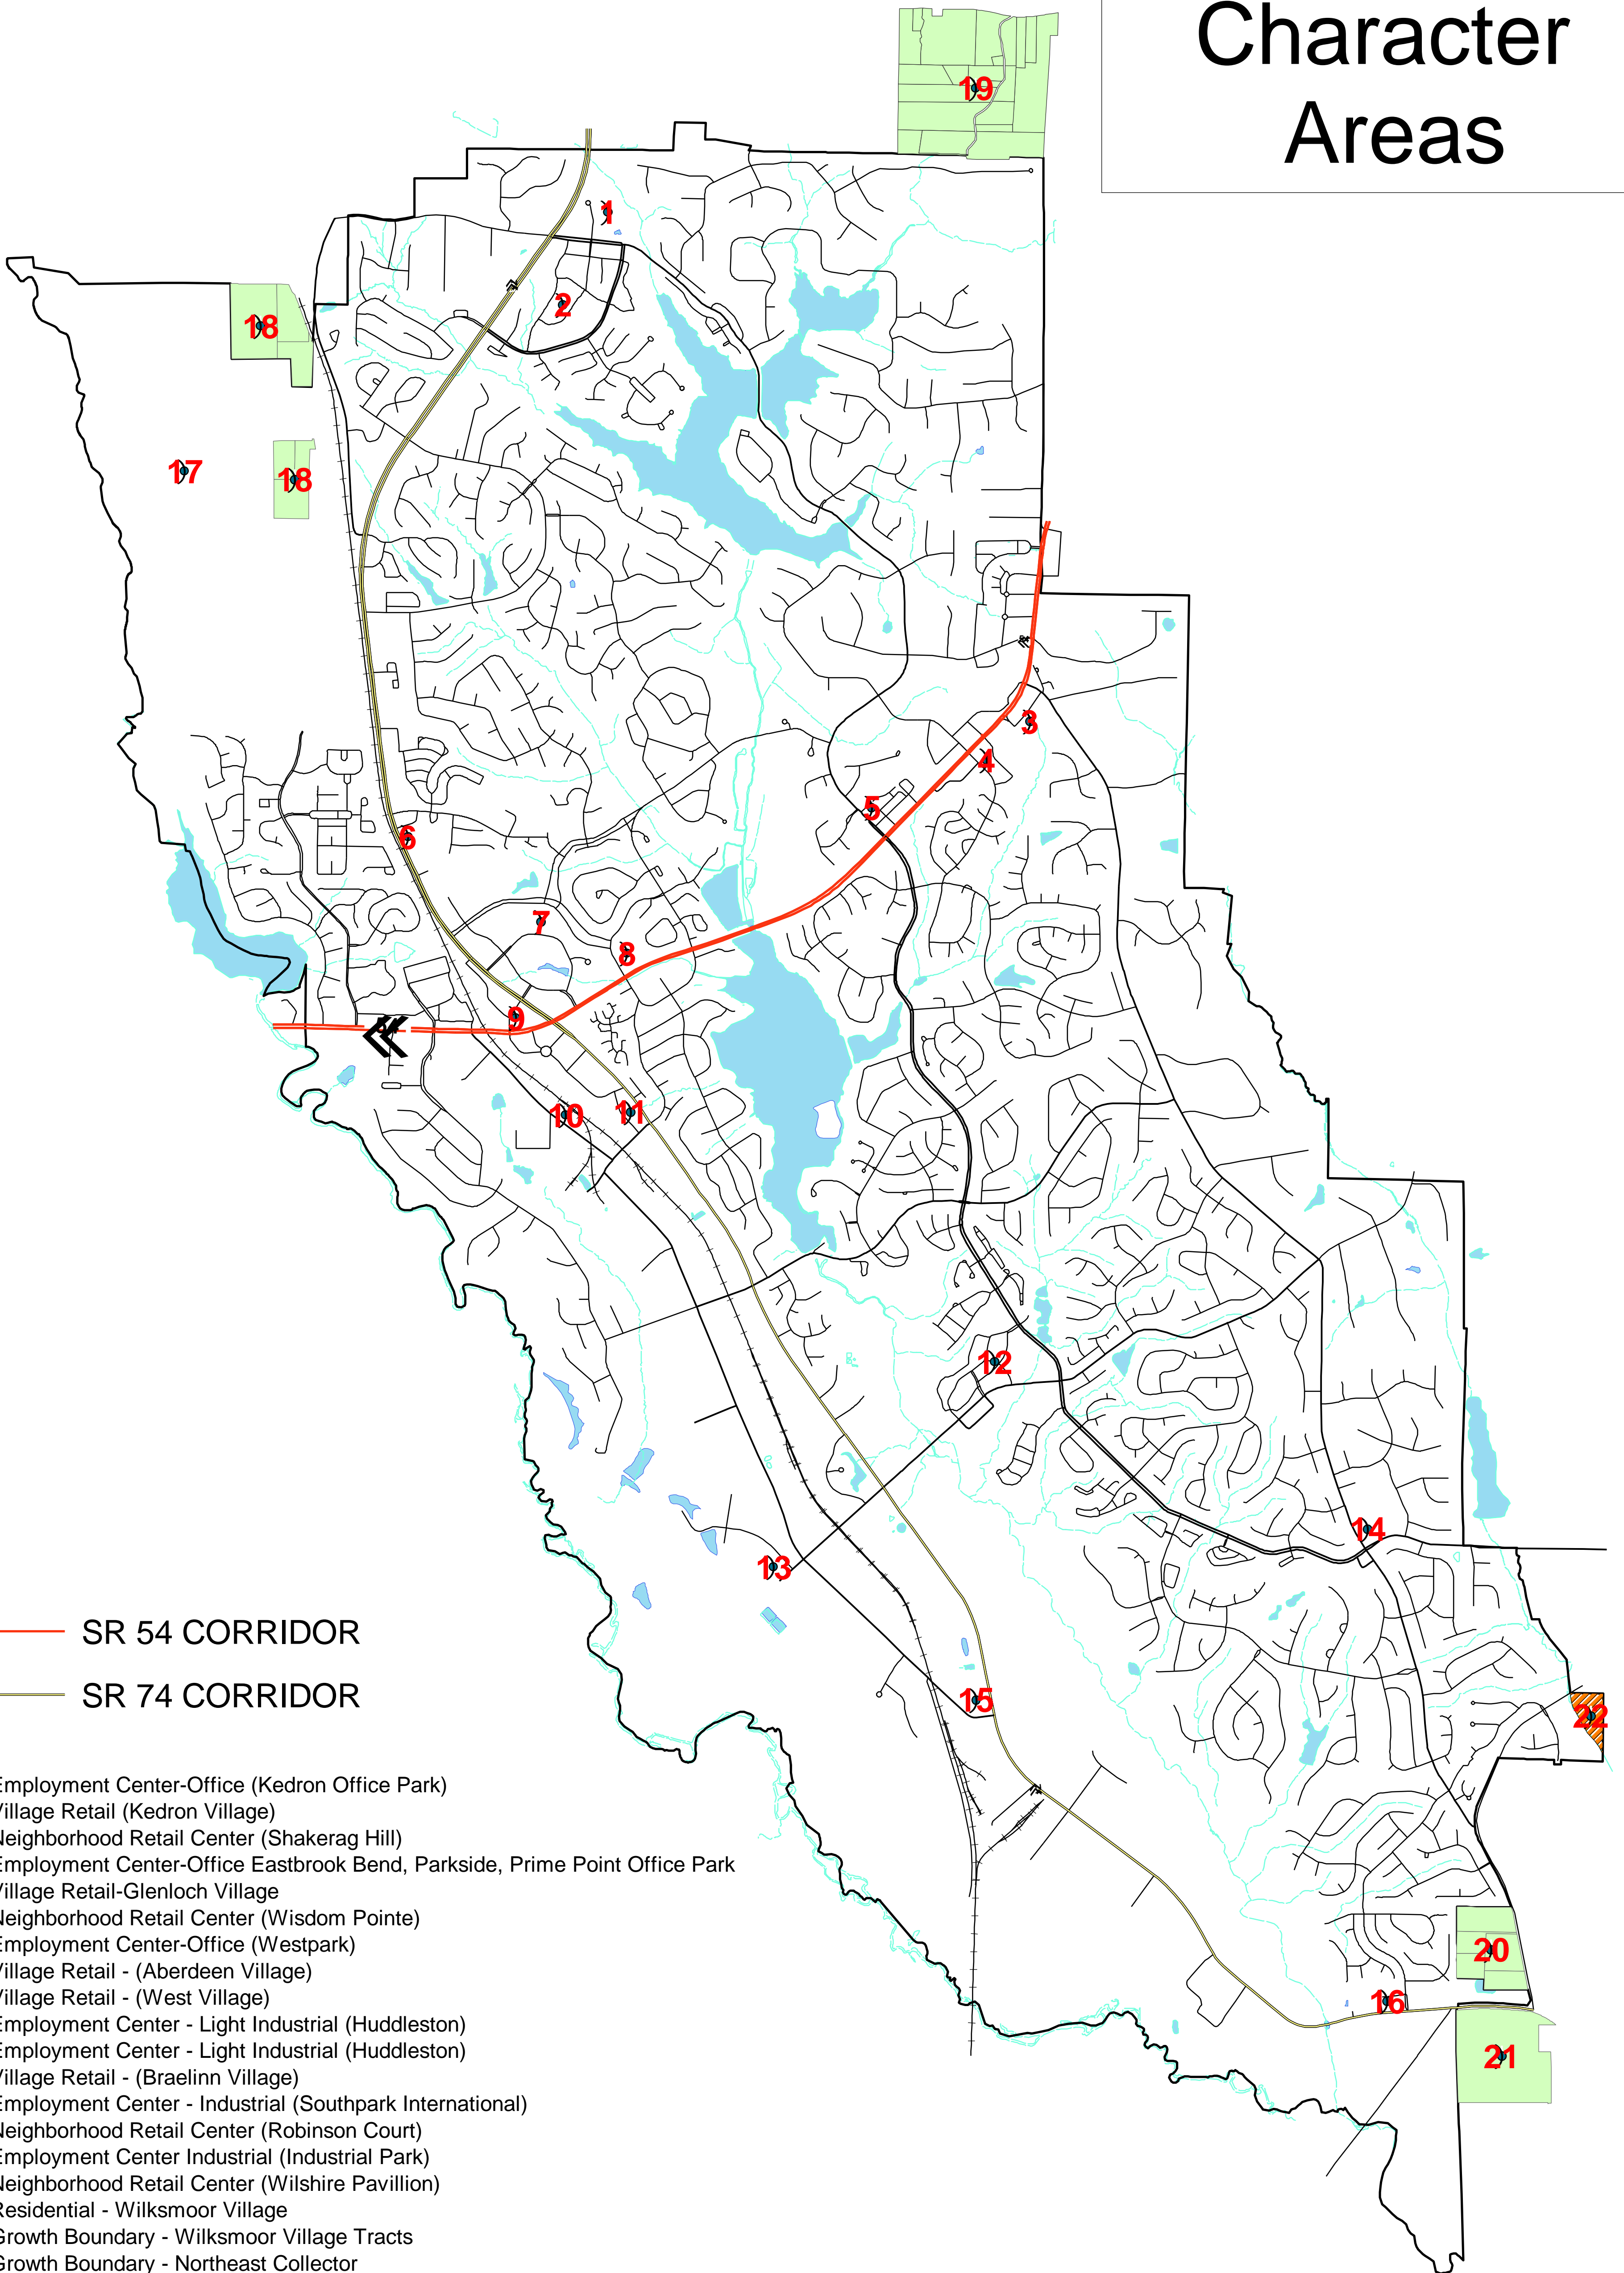 Character
Areas
19
1
2
18
17
18
3
4
5
6
7
8
9
10
11
12
14
13
15
22
20
16
21
SR 54 CORRIDOR
SR 74 CORRIDOR
Employment Center-Office (Kedron Office Park)
Village Retail (Kedron Village)
Neighborhood Retail Center (Shakerag Hill)
Employment Center-Office Eastbrook Bend, Parkside, Prime Point Office Park
Village Retail-Glenloch Village
Neighborhood Retail Center (Wisdom Pointe)
Employment Center-Office (Westpark)
Village Retail - (Aberdeen Village)
Village Retail - (West Village)
Employment Center - Light Industrial (Huddleston)
Employment Center - Light Industrial (Huddleston)
Village Retail - (Braelinn Village)
Employment Center - Industrial (Southpark International)
Neighborhood Retail Center (Robinson Court)
Employment Center Industrial (Industrial Park)
Neighborhood Retail Center (Wilshire Pavillion)
Residential - Wilksmoor Village
Growth Boundary - Wilksmoor Village Tracts
Growth Boundary - Northeast Collector